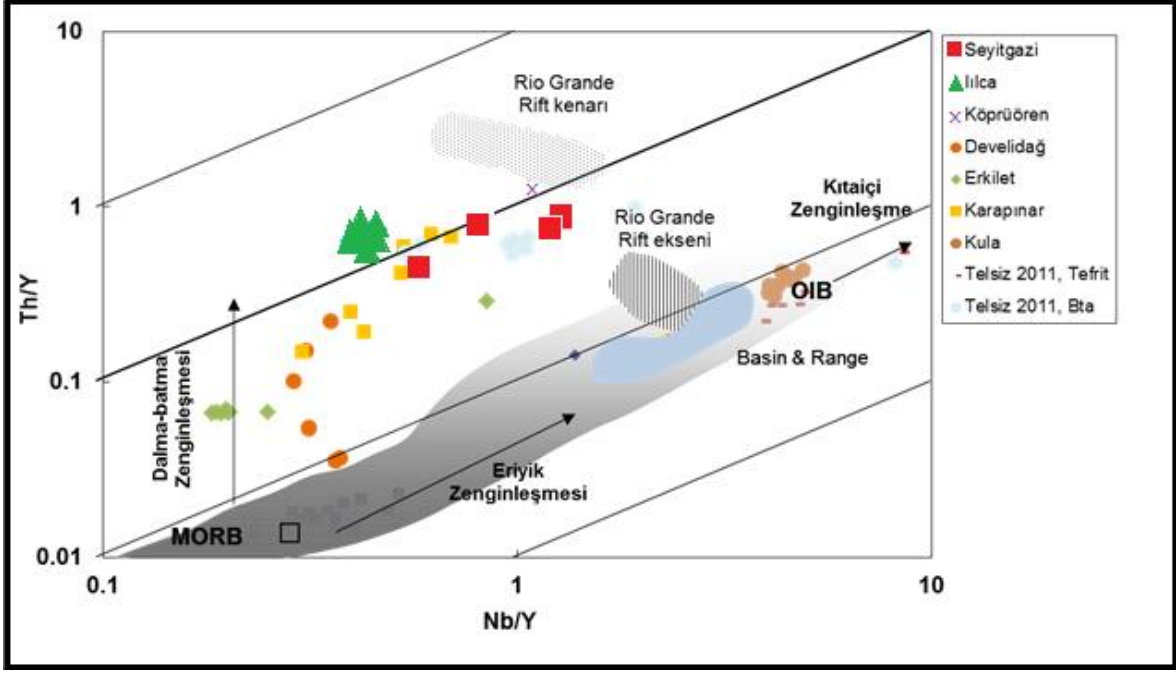 10
1
0.1
0.01
0.1
1
10
Th/Y
Nb/Y
Rio Grande
Rift kenarı
Rio Grande
Rift ekseni
Kıtaiçi
Zenginleşme
OIB
Basin & Range
Dalma-batma
Zenginleşmesi
Eriyik
Zenginleşmesi
MORB
Seyitgazi
Iılca
Köprüören
Develidağ
Erkilet
Karapınar
Kula
Telsiz 2011, Tefrit
Telsiz 2011, Bta